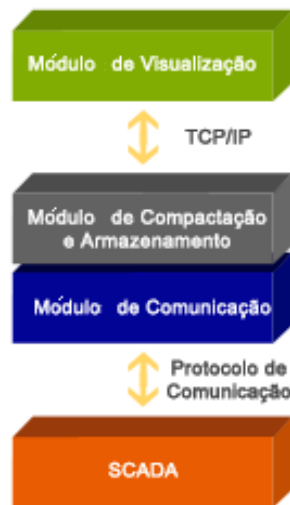 Módulo de Visualização
TCP/IP
Módulo de Compactação
e Armazenamento
Módulo de Comunicação
Protocolo de
Comunicação
SCADA